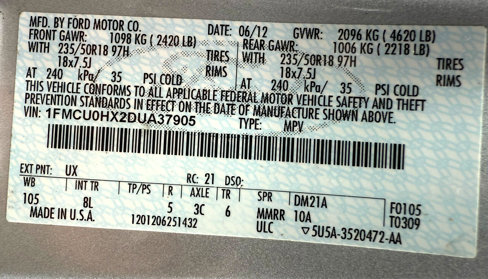 MFD. BY FORD MOTOR CO.
DATE: 06/12 GVWR: 2096 KG ( 4620 LB)
FRONT GAWR: 1098 KG ( 2420 LB) REAR GAWR: 1006 KG ( 2218 LB)
WITH 235/50R18 97H TIRES WITH 235/50R18 97H TIRES
18x7.5J RIMS 18x7.5J RIMS
AT 240 kPa/ 35 PSI COLD AT 240 kPa/ 35 PSI COLD
THIS VEHICLE CONFORMS TO ALL APPLICABLE FEDERAL MOTOR VEHICLE SAFETY AND THEFT
PREVENTION STANDARDS IN EFFECT ON THE DATE OF MANUFACTURE SHOWN ABOVE.
VIN: 1FMCU0HX2DUA37905 TYPE: MPV
EXT PNT: UX RC: 21 DSO:
WB INT TR TP/PS R AXLE TR SPR DM21A F0105
105 8L 5 3C 6 MMRR 10A T0309
MADE IN U.S.A. 1201206251432 ULC ▽5U5A-3520472-AA